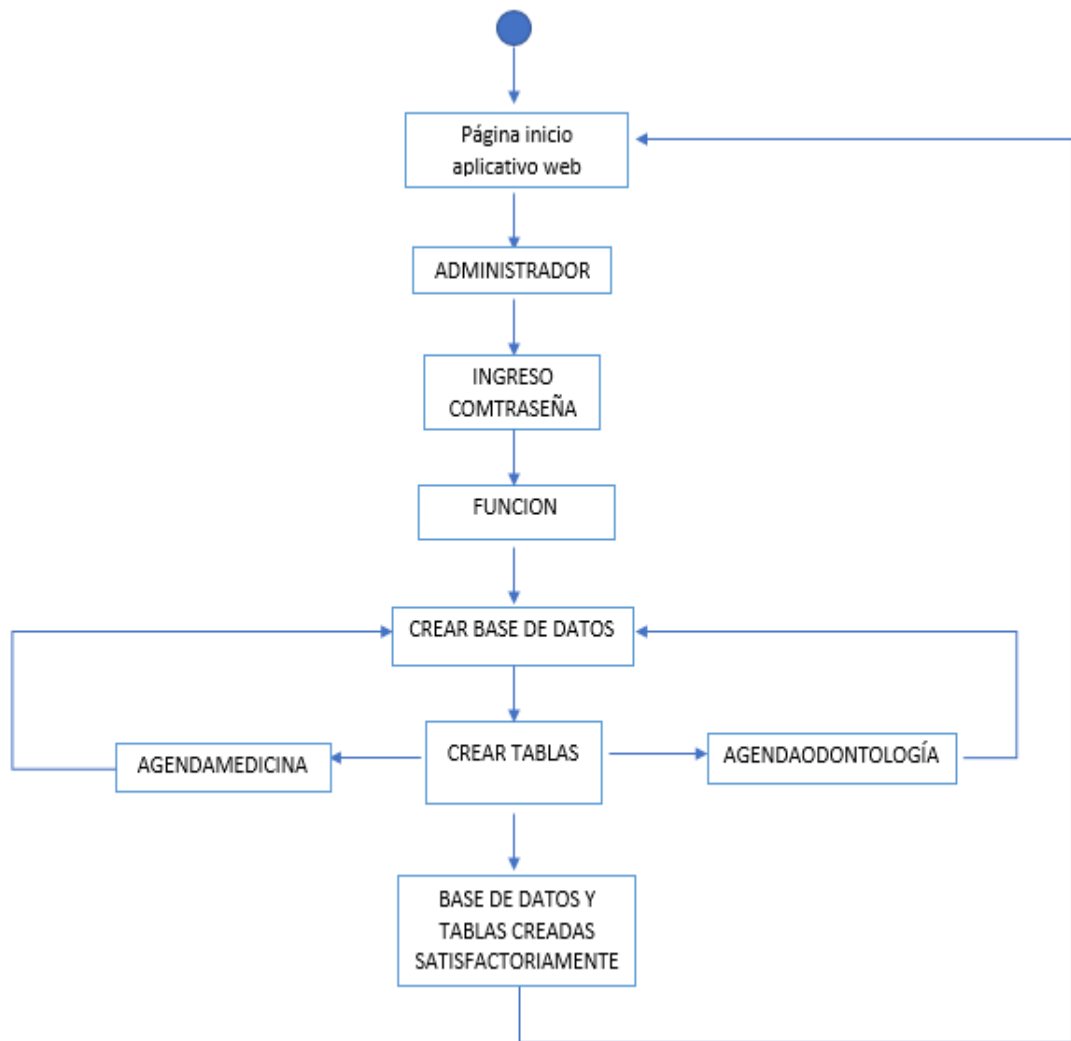 Página inicio
aplicativo web
ADMINISTRADOR
INGRESO
COMTRASEÑA
FUNCION
CREAR BASE DE DATOS
AGENDAMEDICINA
CREAR TABLAS
AGENDAODONTOLOGÍA
BASE DE DATOS Y
TABLAS CREADAS
SATISFACTORIAMENTE